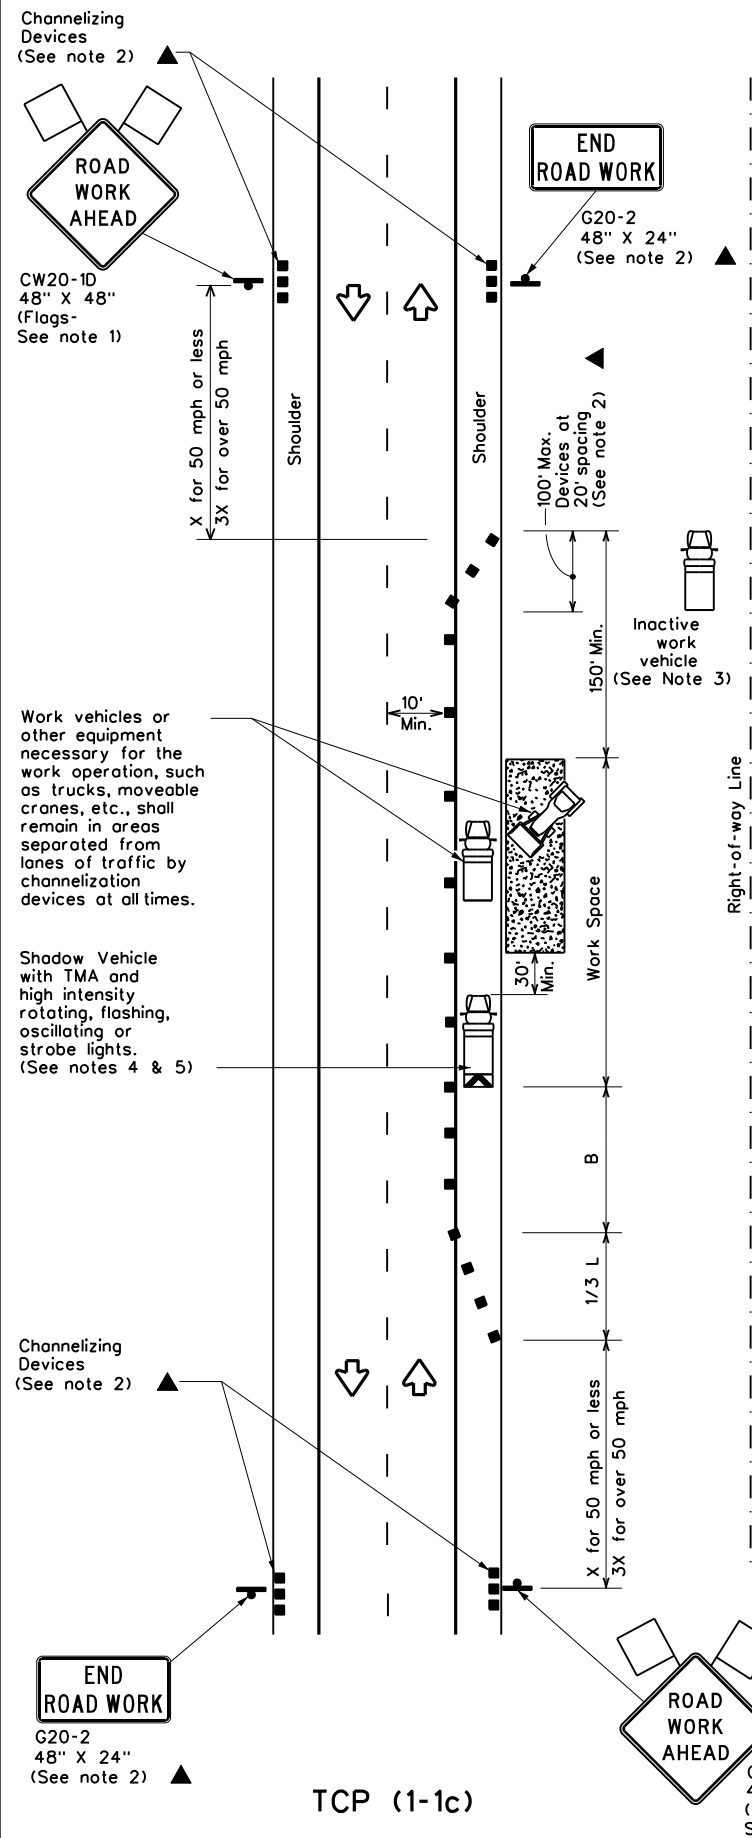 Channelizing
Devices
(See note 2)
ROAD
WORK
AHEAD
END
ROAD WORK
G20-2
48" X 24"
(See note 2)
CW20-1D
48" X 48"
(Flags-
See note 1)
X for 50 mph or less
3X for over 50 mph
Shoulder
Shoulder
100' Max.
Devices at
20' spacing
(See note 2)
150' Min.
Inactive
work
vehicle
(See Note 3)
10'
Min.
Work vehicles or
other equipment
necessary for the
work operation, such
as trucks, moveable
cranes, etc., shall
remain in areas
separated from
lanes of traffic by
channelization
devices at all times.
Right-of-way Line
Work Space
30'
Min.
Shadow Vehicle
with TMA and
high intensity
rotating, flashing,
oscillating or
strobe lights.
(See notes 4 & 5)
B
1/3 L
Channelizing
Devices
(See note 2)
X for 50 mph or less
3X for over 50 mph
END
ROAD WORK
G20-2
48" X 24"
(See note 2)
ROAD
WORK
AHEAD
TCP (1-1c)